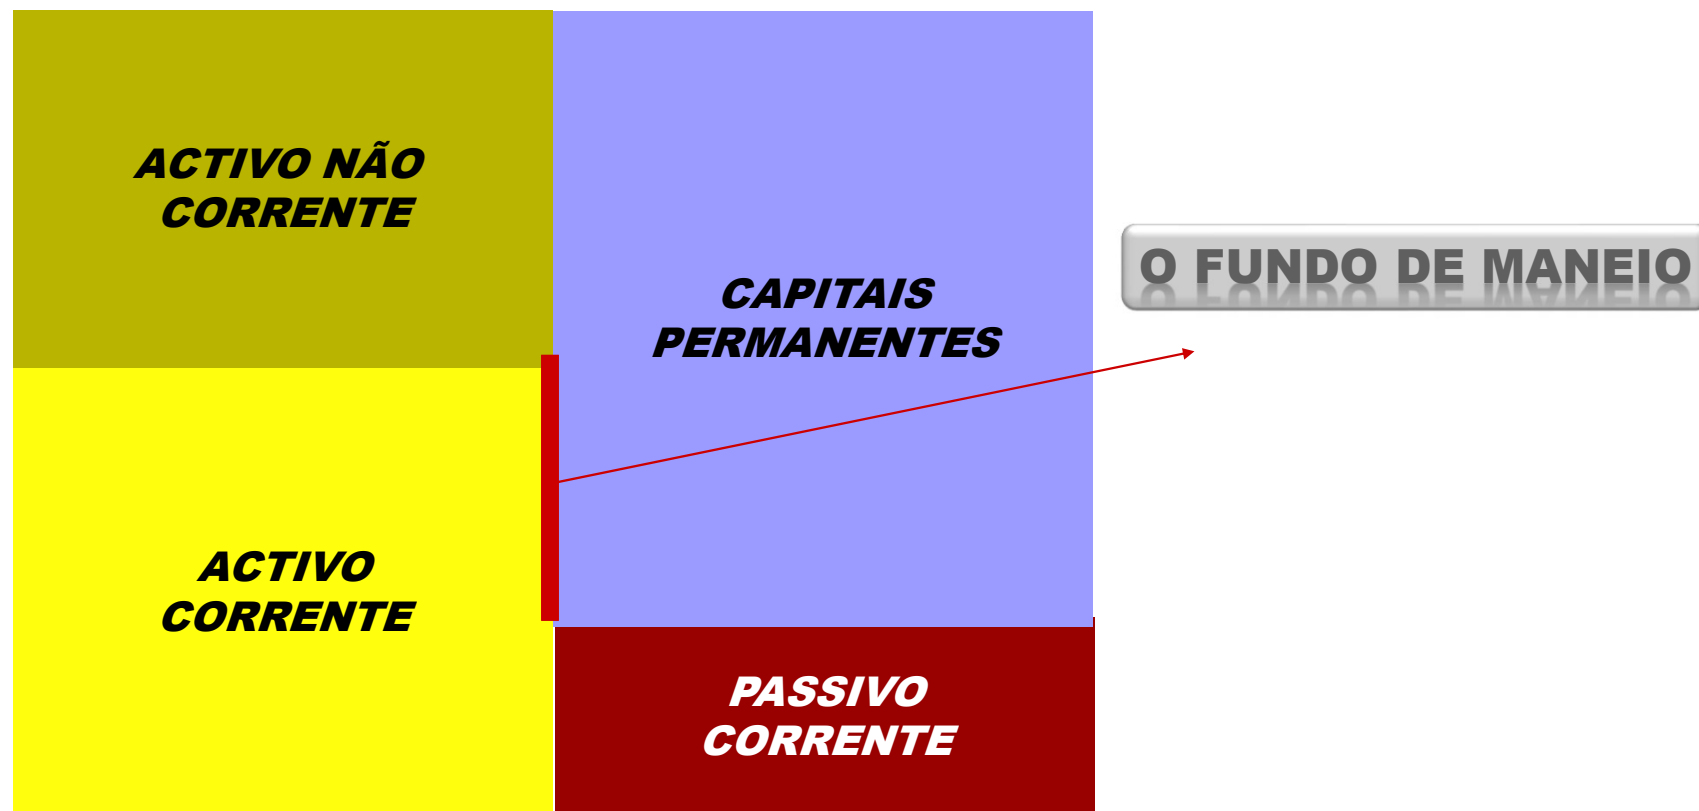 ACTIVO NÃO
CORRENTE
CAPITAIS
PERMANENTES
O FUNDO DE MANEIO
ACTIVO
CORRENTE
PASSIVO
CORRENTE